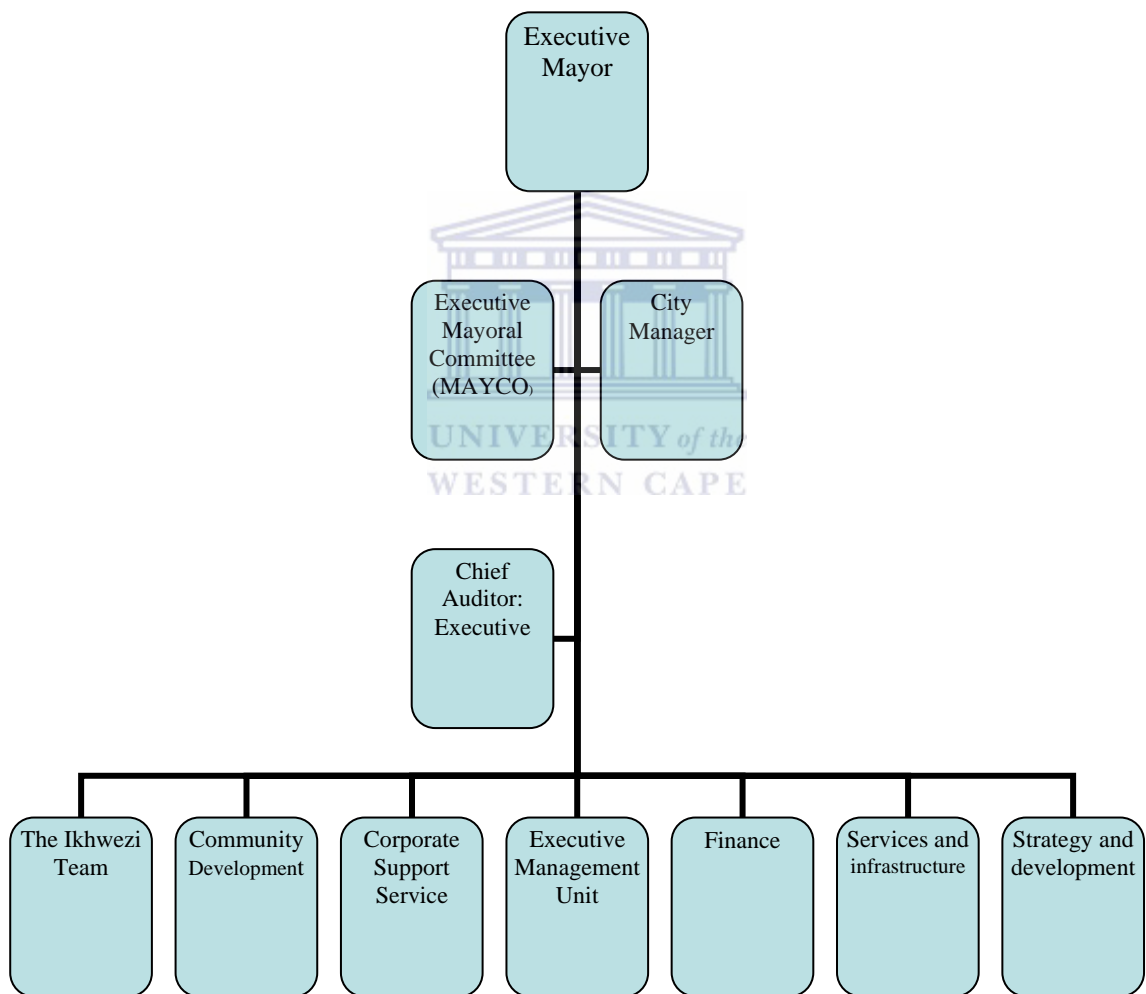 Executive
Mayor
Executive
Mayoral
Committee
(MAYCO)
City
Manager
UNIVERSITY of the
WESTERN CAPE
Chief
Auditor:
Executive
The Ikhwezi
Team
Community
Development
Corporate
Support
Service
Executive
Management
Unit
Finance
Services and
infrastructure
Strategy and
development